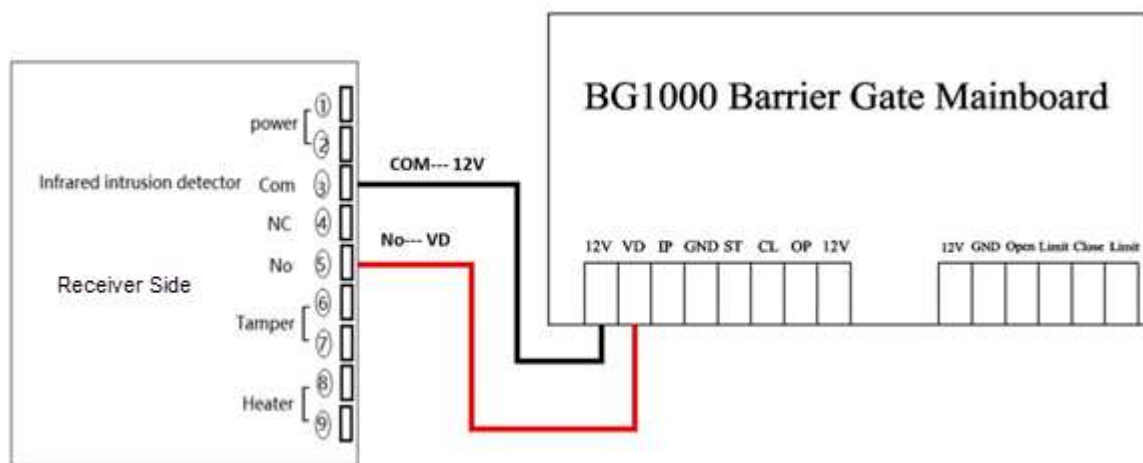 BG1000 Barrier Gate Mainboard
① 
power
②
COM--- 12V
Infrared intrusion detector Com ③
NC ④
No--- VD
12V VD IP GND ST CL OP 12V
12V GND Open Limit Close Limit
No ⑤
Receiver Side
⑥
Tamper
⑦
⑧
Heater
⑨